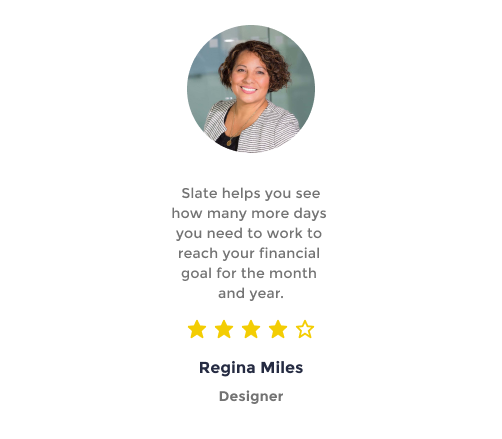 Slate helps you see
how many more days
you need to work to
reach your financial
goal for the month
and year.
Regina Miles
Designer